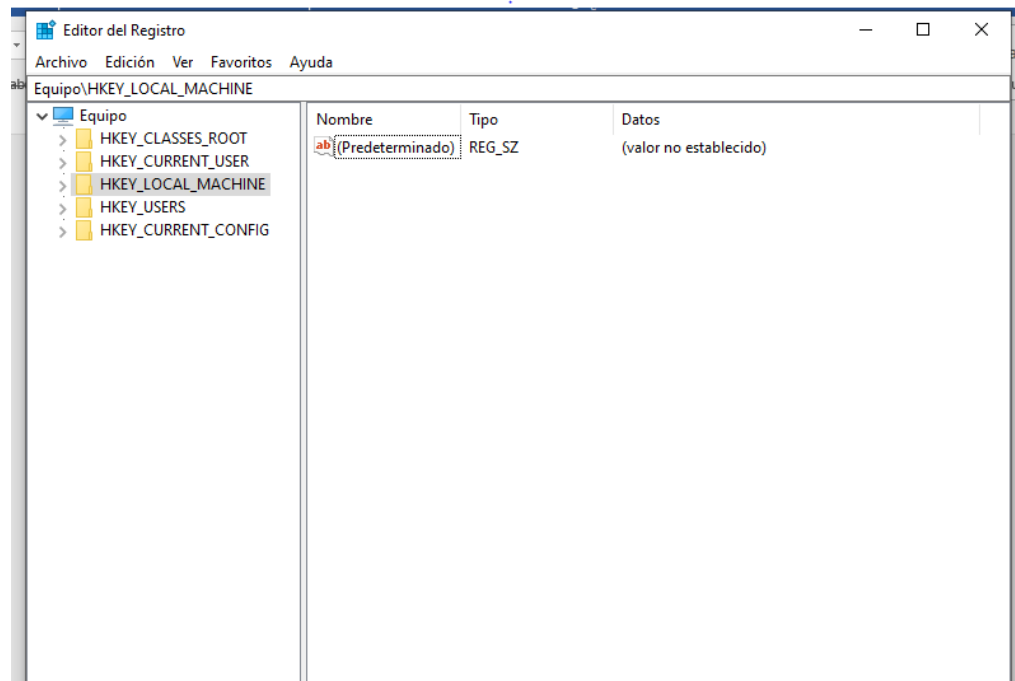 Editor del Registro
Archivo Edición Ver Favoritos Ayuda
Equipo\HKEY_LOCAL_MACHINE
Equipo
HKEY_CLASSES_ROOT
HKEY_CURRENT_USER
HKEY_LOCAL_MACHINE
HKEY_USERS
HKEY_CURRENT_CONFIG
Nombre Tipo Datos
ab (Predeterminado) REG_SZ (valor no establecido)